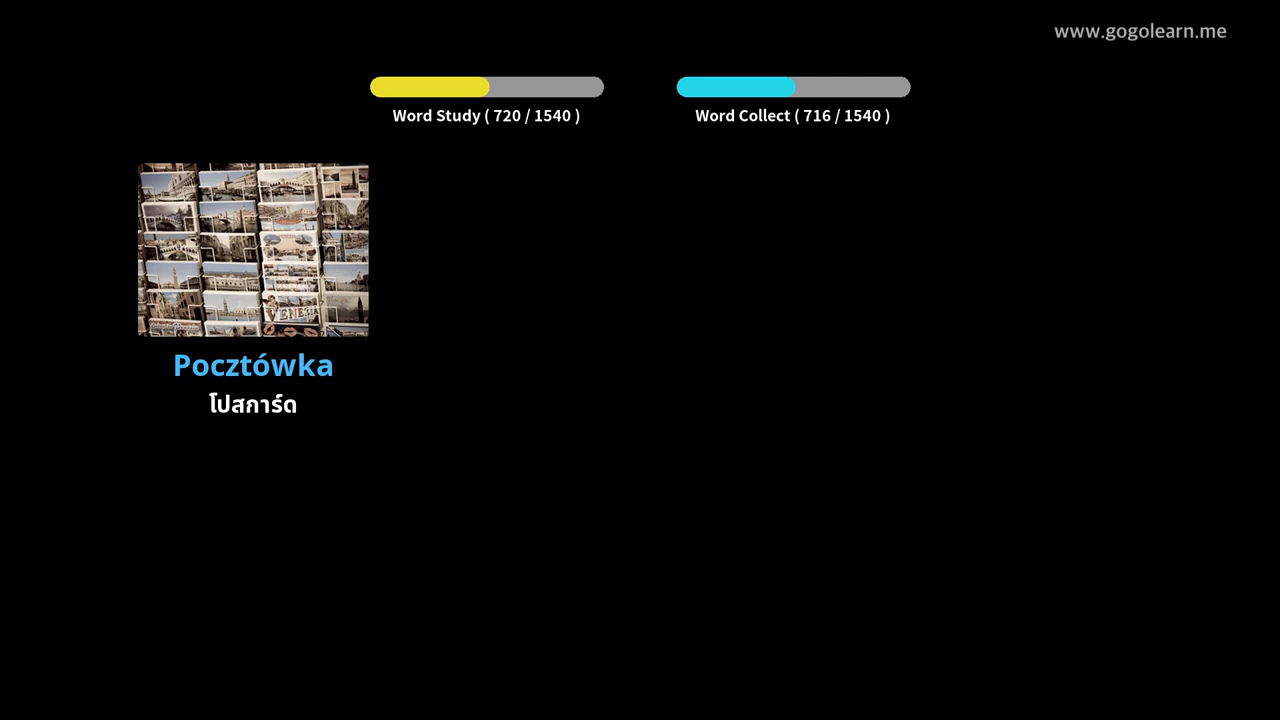 www.gogolearn.me
Word Study ( 720 / 1540 )
Word Collect ( 716 / 1540 )
VENEZIA
Pocztówka
โปสการ์ด